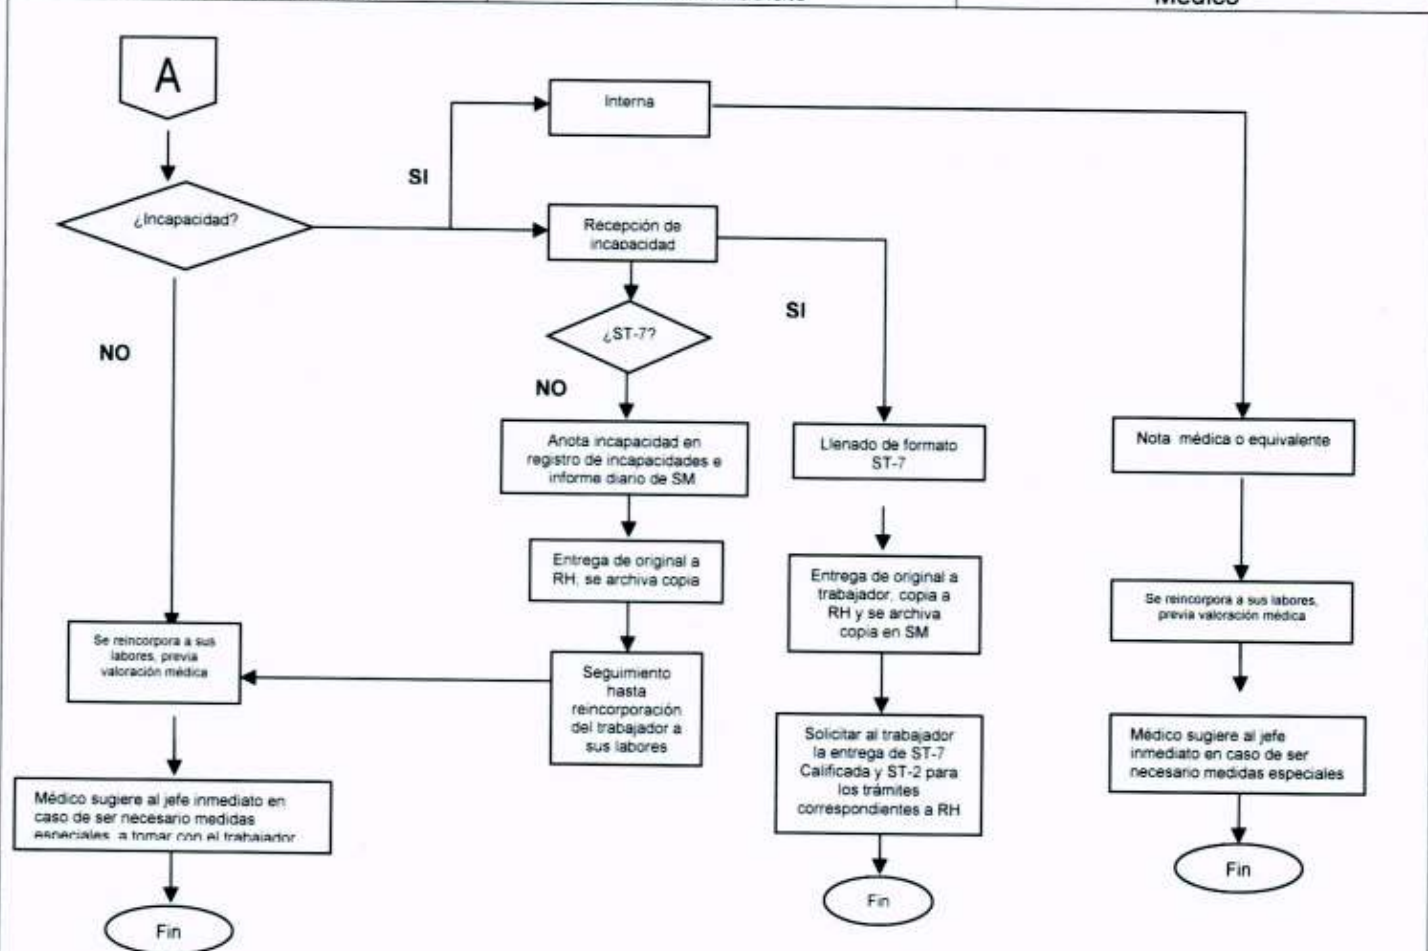 Médico
A
Interna
SI
¿Incapacidad?
Recepción de
incapacidad
SI
¿ST-7?
NO
NO
Anota incapacidad en
registro de incapacidades e
informe diario de SM
Llenado de formato
ST-7
Nota médica o equivalente
Entrega de original a
RH, se archiva copia
Entrega de original a
trabajador, copia a
RH y se archiva
copia en SM
Se reincorpora a sus labores,
previa valoración médica
Se reincorpora a sus
labores, previa
valoración médica
Seguimiento
hasta
reincorporación
del trabajador a
sus labores
Solicitar al trabajador
la entrega de ST-7
Calificada y ST-2 para
los trámites
correspondientes a RH
Médico sugiere al jefe
inmediato en caso de ser
necesario medidas especiales
Médico sugiere al jefe inmediato en
caso de ser necesario medidas
especiales a tomar con el trabajador
Fin
Fin
Fin